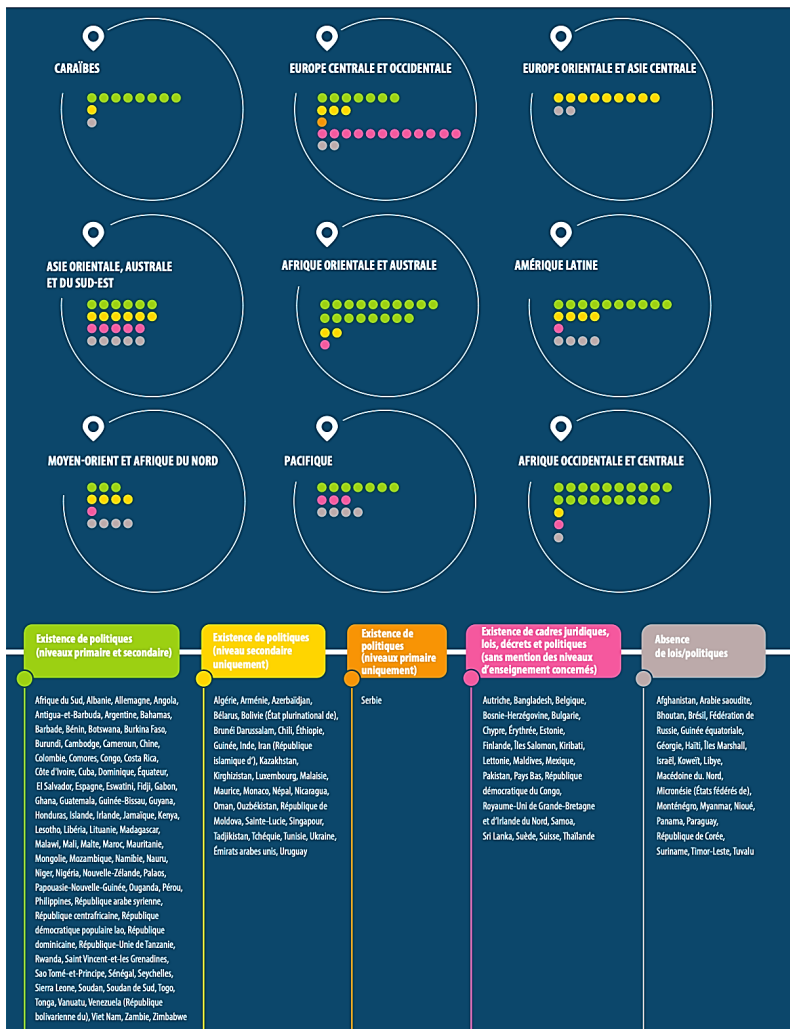 CARAÏBES
EUROPE CENTRALE ET OCCIDENTALE
EUROPE ORIENTALE ET ASIE CENTRALE
ASIE ORIENTALE, AUSTRALE
ET DU SUD-EST
AFRIQUE ORIENTALE ET AUSTRALE
AMÉRIQUE LATINE
MOYEN-ORIENT ET AFRIQUE DU NORD
PACIFIQUE
AFRIQUE OCCIDENTALE ET CENTRALE
Existence de politiques
(niveaux primaire et secondaire)
Afrique du Sud, Albanie, Allemagne, Angola,
Antigua-et-Barbuda, Argentine, Bahamas,
Barbade, Bénin, Botswana, Burkina Faso,
Burundi, Cambodge, Cameroun, Chine,
Colombie, Comores, Congo, Costa Rica,
Côte d'Ivoire, Cuba, Dominique, Équateur,
El Salvador, Espagne, Eswatini, Fidji, Gabon,
Ghana, Guatemala, Guinée-Bissau, Guyana,
Honduras, Islande, Irlande, Jamaïque, Kenya,
Lesotho, Libéria, Lituanie, Madagascar,
Malawi, Mali, Malte, Maroc, Mauritanie,
Mongolie, Mozambique, Namibie, Nauru,
Niger, Nigéria, Nouvelle-Zélande, Palaos,
Papouasie-Nouvelle-Guinée, Ouganda, Pérou,
Philippines, République arabe syrienne,
République centrafricaine, République
démocratique populaire lao, République
dominicaine, République-Unie de Tanzanie,
Rwanda, Saint Vincent-et les Grenadines,
Sao Tomé-et-Principe, Sénégal, Seychelles,
Sierra Leone, Soudan, Soudan de Sud, Togo,
Tonga, Vanuatu, Venezuela (République
bolivarienne du), Viet Nam, Zambie, Zimbabwe
Existence de politiques
(niveau secondaire
uniquement)
Algérie, Arménie, Azerbaïdjan,
Bélarus, Bolivie (État plurinational de),
Brunéi Darussalam, Chili, Éthiopie,
Guinée, Inde, Iran (République
islamique d'), Kazakhstan,
Kirghizistan, Luxembourg, Malaisie,
Maurice, Monaco, Népal, Nicaragua,
Oman, Ouzbékistan, République de
Moldova, Sainte-Lucie, Singapour,
Tadjikistan, Tchéquie, Tunisie, Ukraine,
Émirats arabes unis, Uruguay
Existence de
politiques
(niveaux primaire
uniquement)
Serbie
Existence de cadres juridiques,
lois, décrets et politiques
(sans mention des niveaux
d'enseignement concernés)
Autriche, Bangladesh, Belgique,
Bosnie-Herzégovine, Bulgarie,
Chypre, Érythrée, Estonie,
Finlande, Îles Salomon, Kiribati,
Lettonie, Maldives, Mexique,
Pakistan, Pays Bas, République
démocratique du Congo,
Royaume-Uni de Grande-Bretagne
et d'Irlande du Nord, Samoa,
Sri Lanka, Suède, Suisse, Thaïlande
Absence
de lois/politiques
Afghanistan, Arabie saoudite,
Bhoutan, Brésil, Fédération de
Russie, Guinée équatoriale,
Géorgie, Haïti, Îles Marshall,
Israël, Koweït, Libye,
Macédoine du. Nord,
Micronésie (États fédérés de),
Monténégro, Myanmar, Nioué,
Panama, Paraguay,
République de Corée,
Suriname, Timor-Leste, Tuvalu